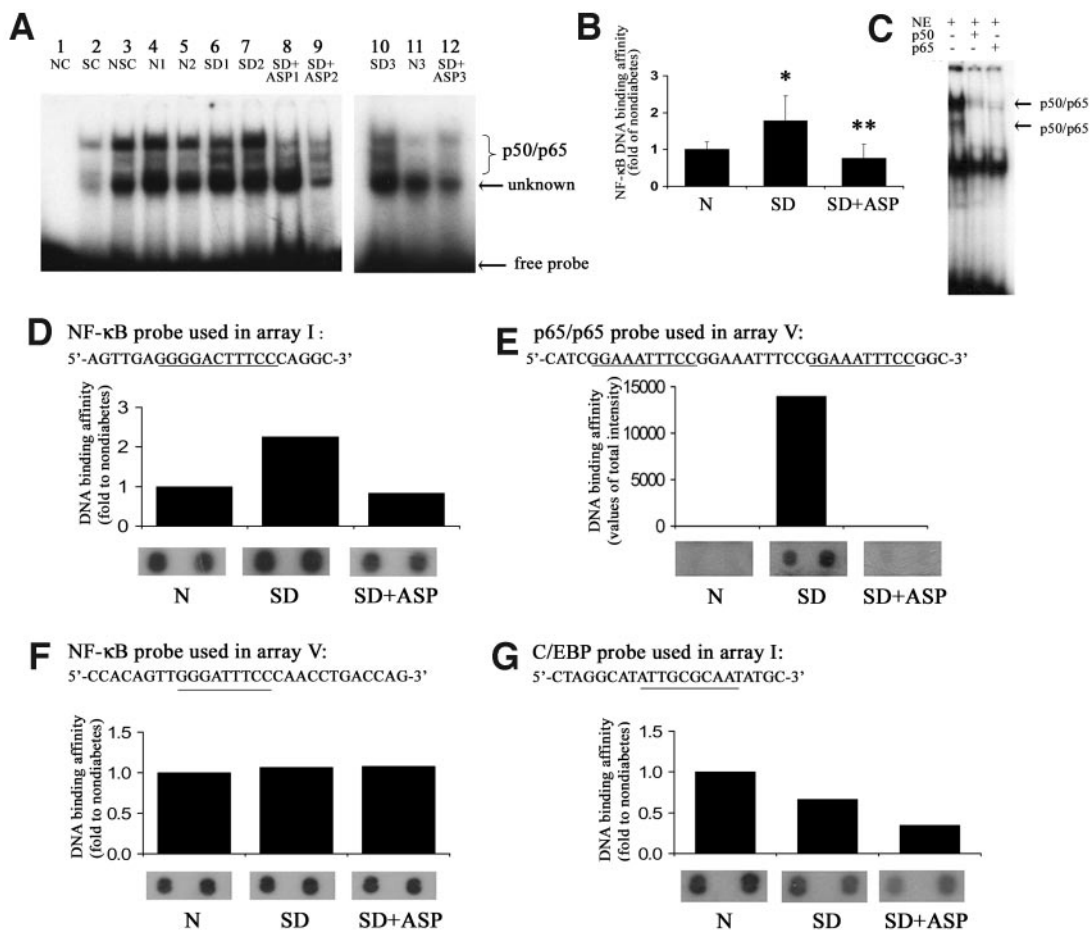 A
1 2 3 4 5 6 7 8 9 10 11 12
NC SC NSC N1 N2 SD1 SD2 SD+ASP1 SD+ASP2 SD3 N3 SD+ASP3
p50/p65
unknown
free probe
B
NF-κB DNA binding affinity
(fold of nondiabetes)
3
2
1
0
*
**
N SD SD+ASP
C
NE + + +
p50 - + -
p65 - - +
p50/p65
p50/p65
D
NF-κB probe used in array I :
5'-AGTTGAGGGGACTTTCCCAGGC-3'
DNA binding affinity
(fold to nondiabetes)
3
2
1
0
N SD SD+ASP
E
p65/p65 probe used in array V:
5'-CATCGGAAATTTCCGGAAATTTCCGGAAATTTCCGGC-3'
DNA binding affinity
(values of total intensity)
15000
10000
5000
0
N SD SD+ASP
F
NF-κB probe used in array V:
5'-CCACAGTTGGGATTTCCCAACCTGACCAG-3'
DNA binding affinity
(fold to nondiabetes)
1.5
1.0
0.5
0.0
N SD SD+ASP
G
C/EBP probe used in array I:
5'-CTAGGCATATTGCGCAATATGC-3'
DNA binding affinity
(fold to nondiabetes)
1.5
1.0
0.5
0.0
N SD SD+ASP